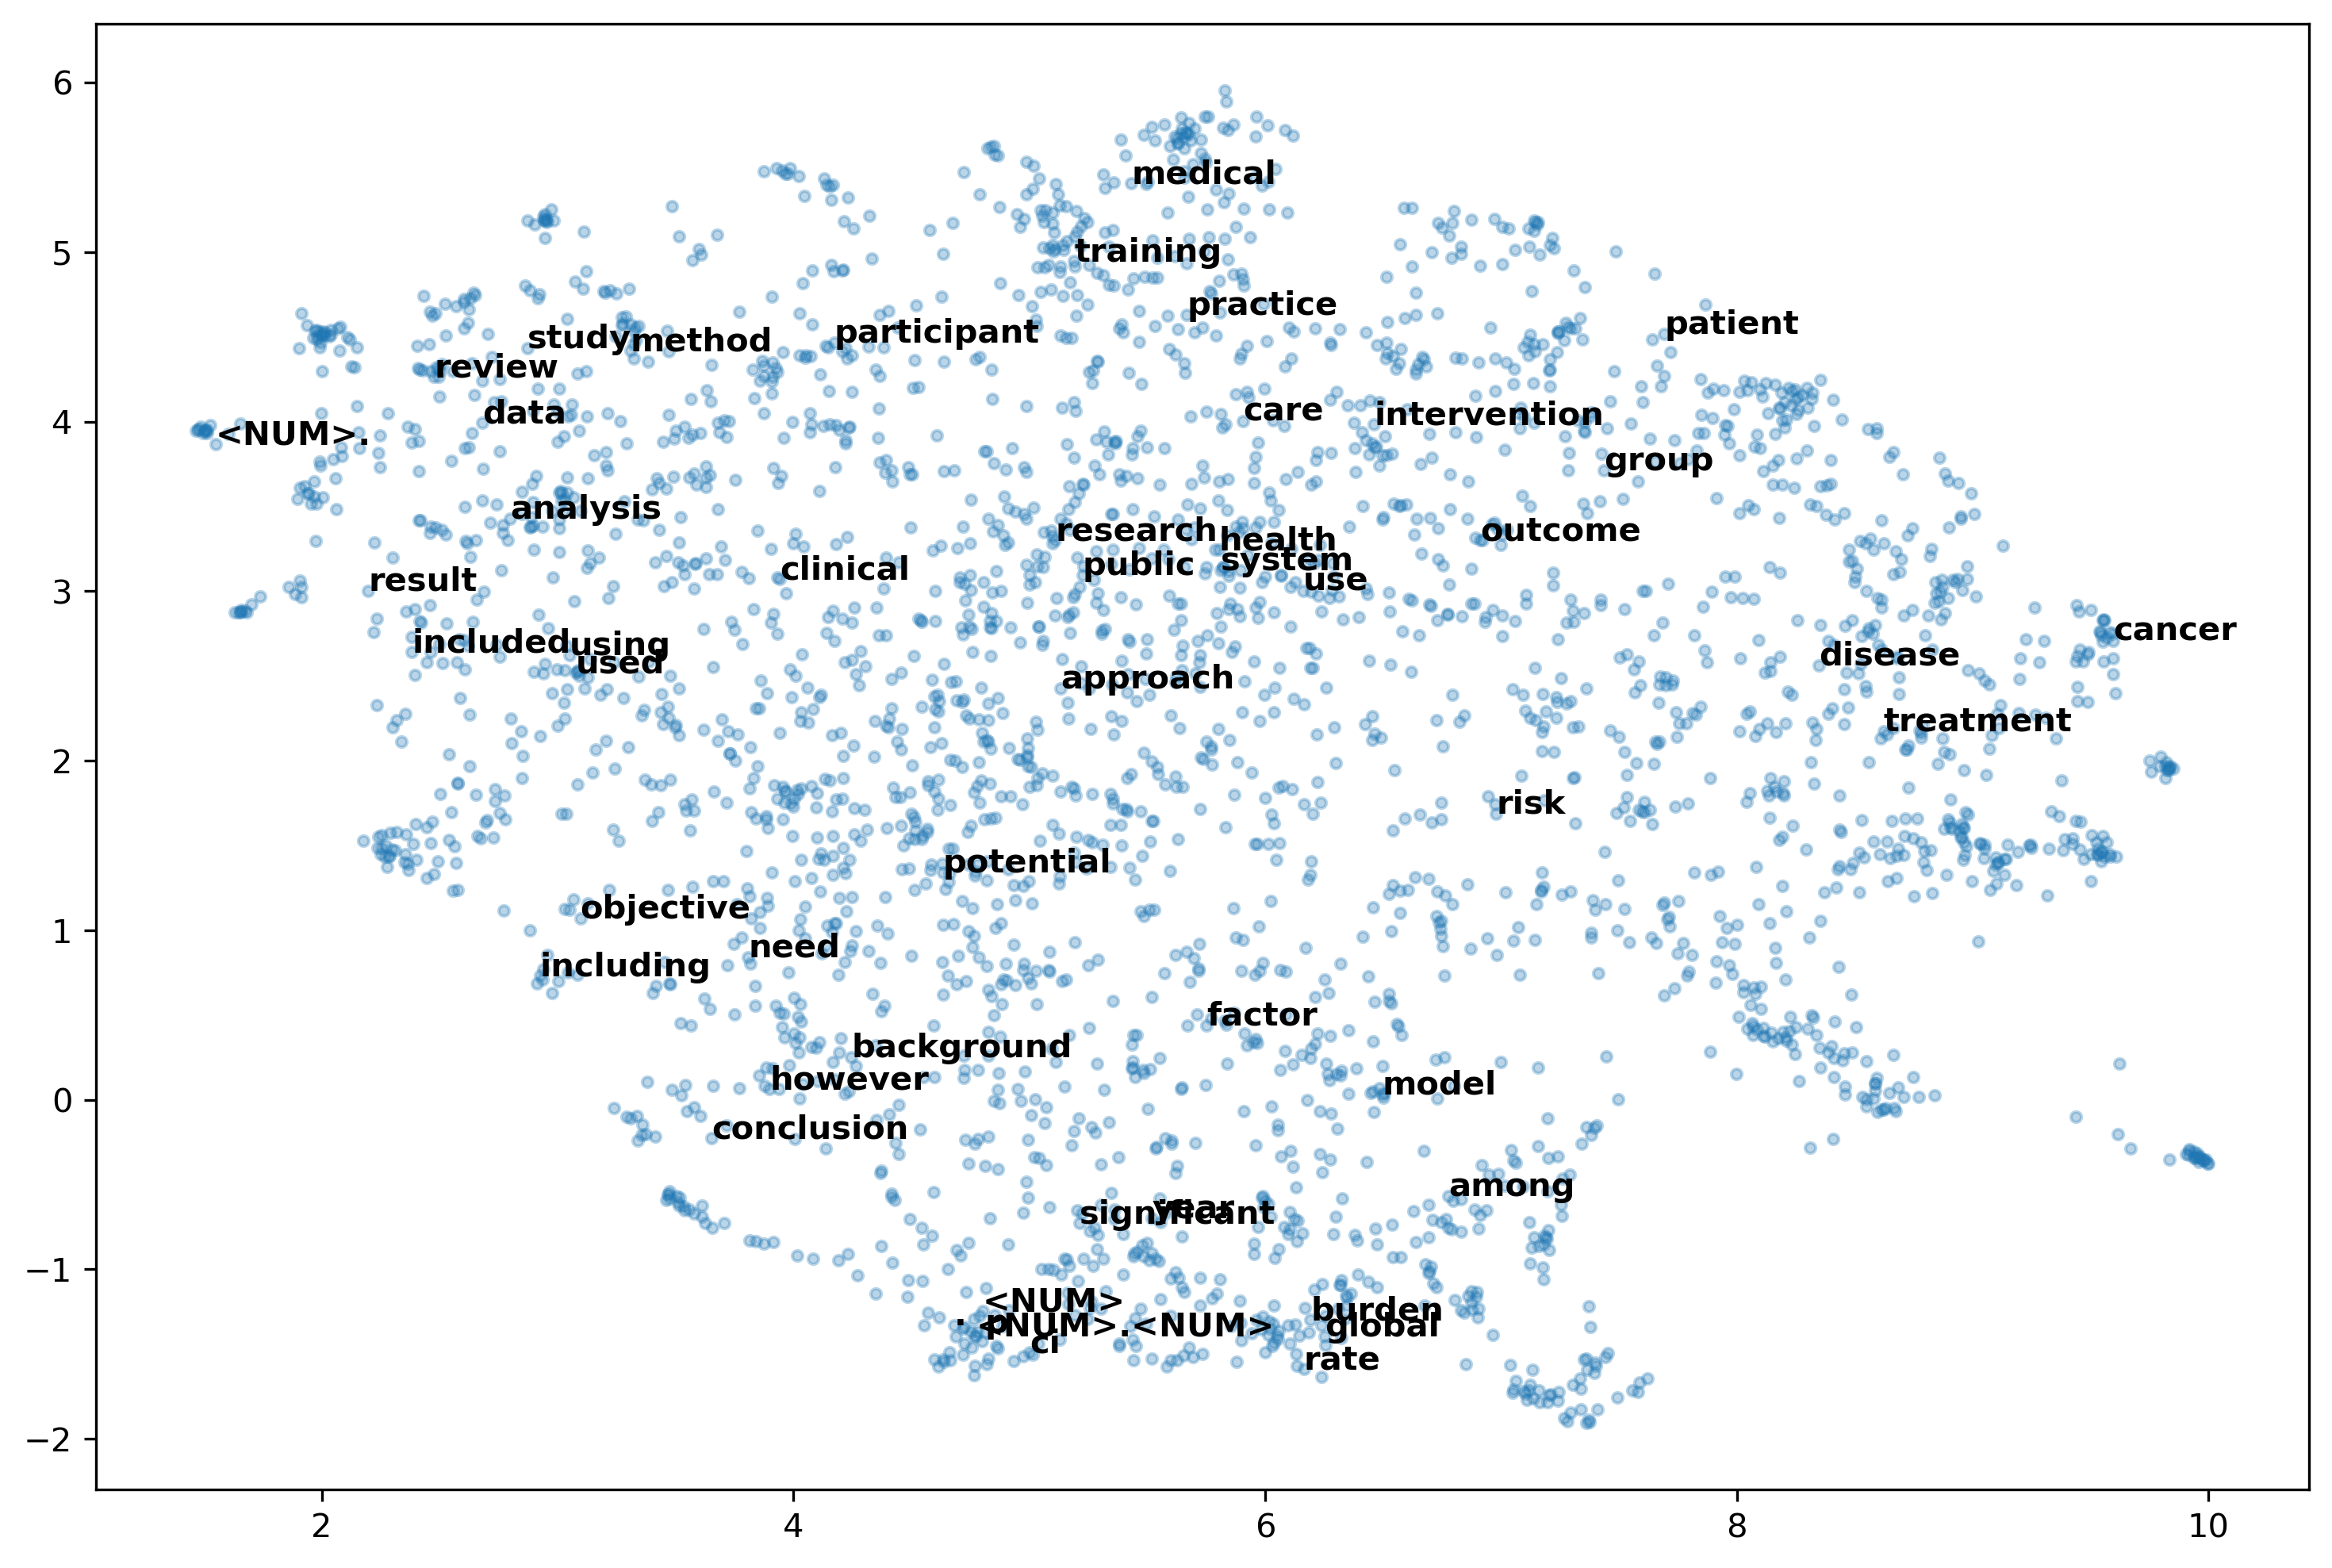 6
5
4
3
2
1
0
−1
−2
medical
training
practice
participant
patient
study method
review
data
care intervention
<NUM>.
group
analysis
research health outcome
public system
clinical use
result
included using
used
cancer
disease
approach
treatment
risk
potential
objective
need
including
factor
background
however
model
conclusion
among
significant year
<NUM>
· p <NUM>.<NUM>
burden
global
ci
rate
2 4 6 8 10